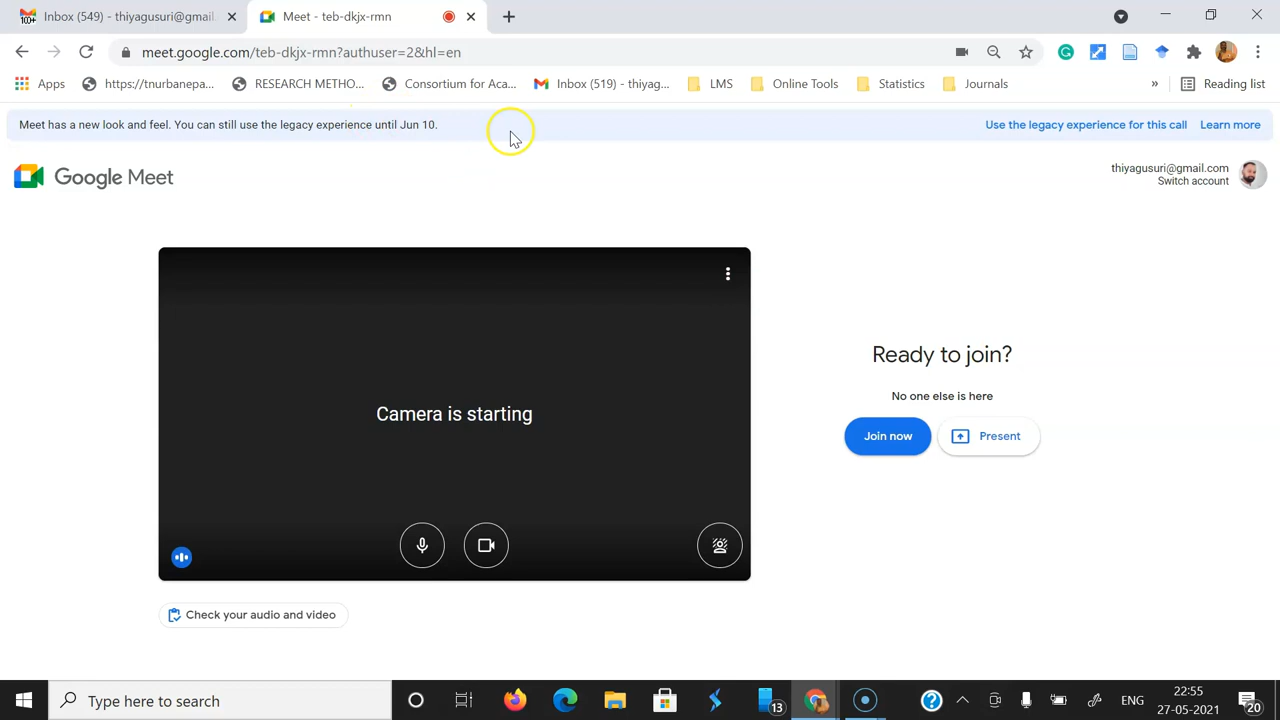 100+ Inbox (549) - thiyagusuri@gmail. Meet - teb-dkjx-rmn
meet.google.com/teb-dkjx-rmn?authuser=2&hl=en
Apps https://tnurbanepa... RESEARCH METHO... Consortium for Aca... Inbox (519) - thiyag... LMS Online Tools Statistics Journals » Reading list
Meet has a new look and feel. You can still use the legacy experience until Jun 10. Use the legacy experience for this call Learn more
Google Meet
thiyagusuri@gmail.com
Switch account
Camera is starting
Ready to join?
No one else is here
Join now Present
Check your audio and video
Type here to search
13
ENG
22:55
27-05-2021
20